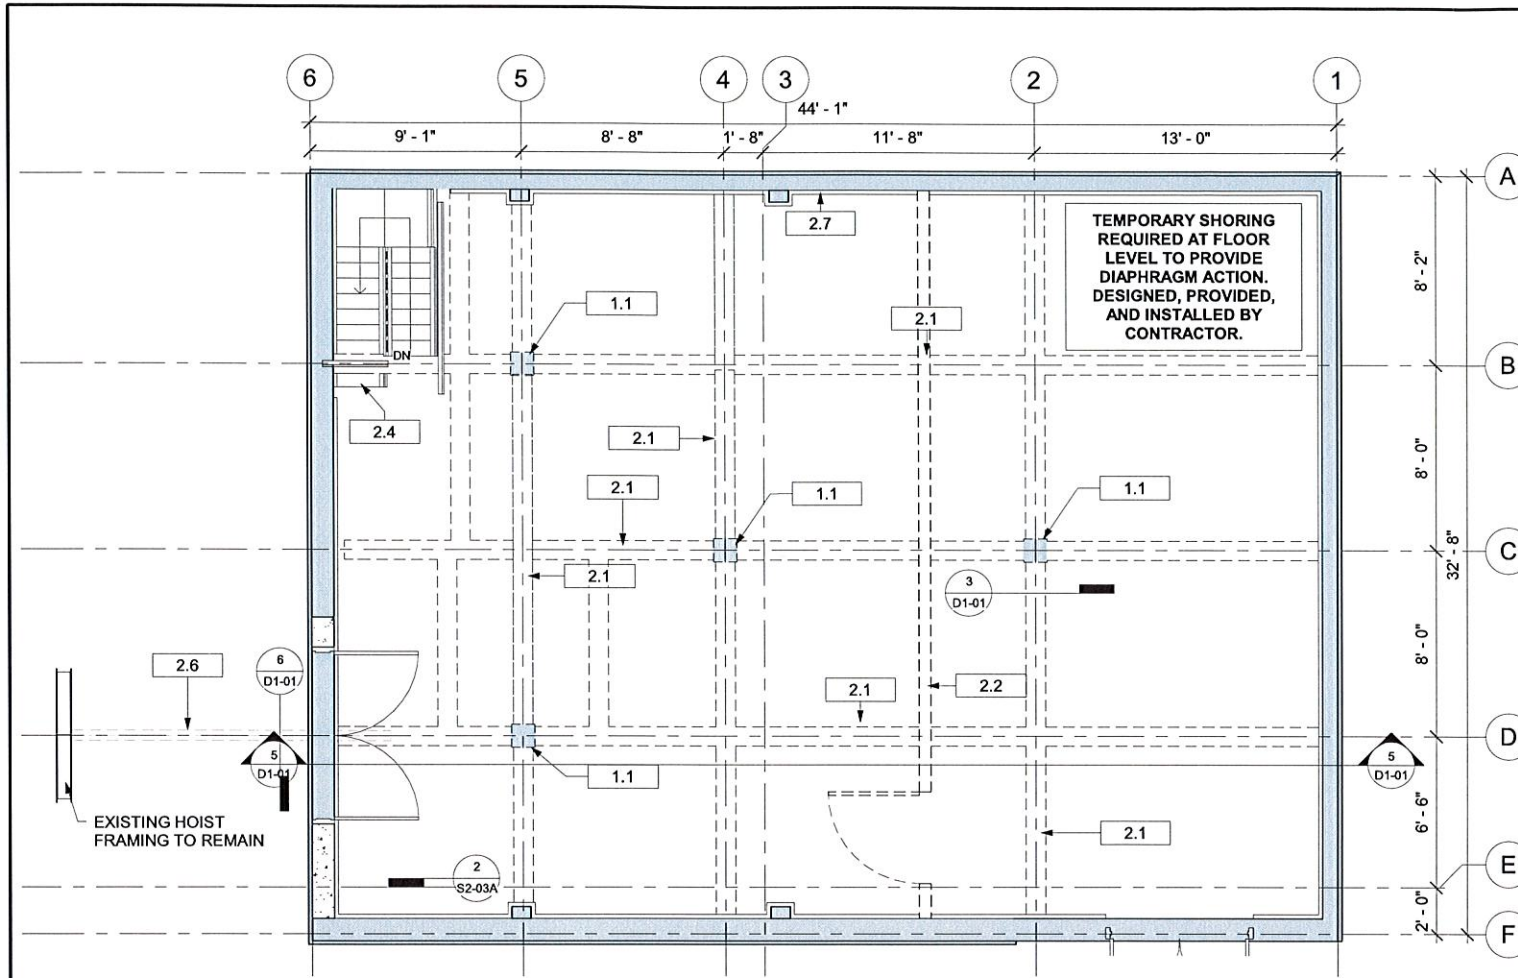 6
5
4
3
2
1
44' - 1"
9' - 1"
8' - 8"
1' - 8"
11' - 8"
13' - 0"
A
2.7
TEMPORARY SHORING
REQUIRED AT FLOOR
LEVEL TO PROVIDE
DIAPHRAGM ACTION.
DESIGNED, PROVIDED,
AND INSTALLED BY
CONTRACTOR.
8' - 2"
1.1
2.1
DN
B
2.4
2.1
8' - 0"
2.1
1.1
1.1
C
32' - 8"
2.1
3
D1-01
8' - 0"
2.6
6
D1-01
2.1
2.2
D
5
D1-01
1.1
5
D1-01
6' - 6"
EXISTING HOIST
FRAMING TO REMAIN
2.1
2
S2-03A
E
2' - 0"
F